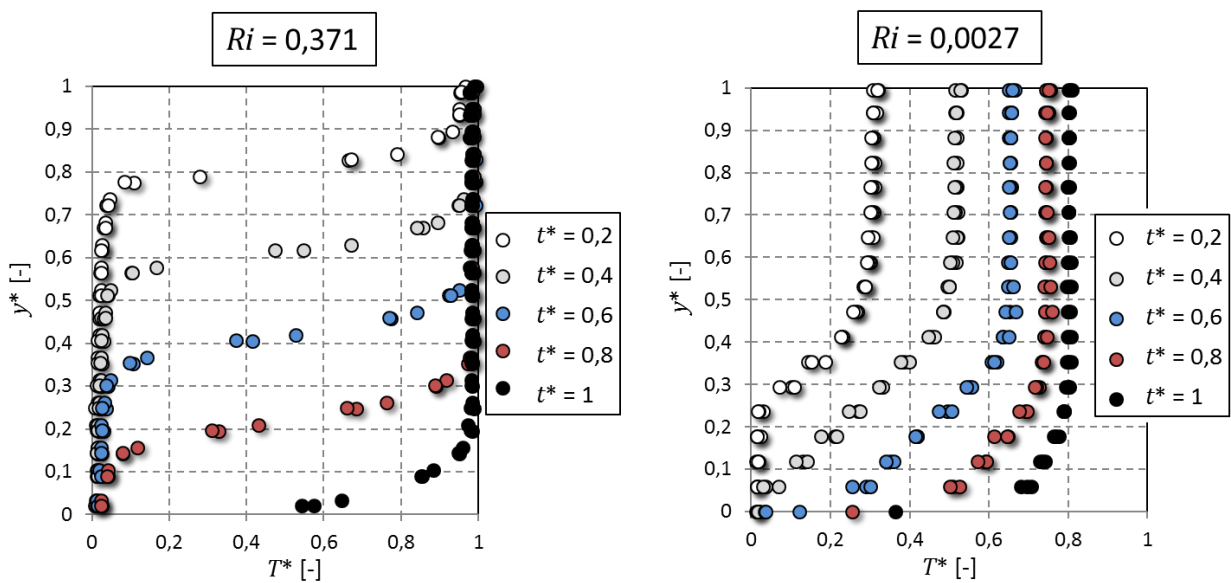 Ri = 0,371
1
0,9
0,8
0,7
0,6
0,5
0,4
0,3
0,2
0,1
0
y* [-]
0
0,2
0,4
0,6
0,8
1
T* [-]
t* = 0,2
t* = 0,4
t* = 0,6
t* = 0,8
t* = 1
Ri = 0,0027
1
0,9
0,8
0,7
0,6
0,5
0,4
0,3
0,2
0,1
0
y* [-]
0
0,2
0,4
0,6
0,8
1
T* [-]
t* = 0,2
t* = 0,4
t* = 0,6
t* = 0,8
t* = 1